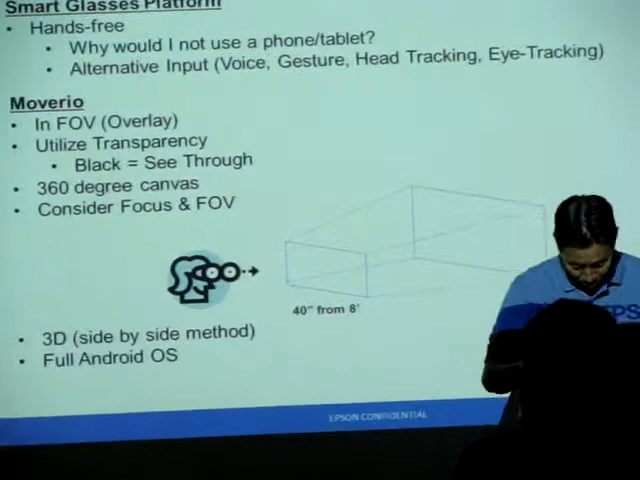 Smart Glasses Platform
• Hands-free
• Why would I not use a phone/tablet?
• Alternative Input (Voice, Gesture, Head Tracking, Eye-Tracking)
Moverio
• In FOV (Overlay)
• Utilize Transparency
• Black = See Through
• 360 degree canvas
• Consider Focus & FOV
40" from 8'
• 3D (side by side method)
• Full Android OS
EPSON CONFIDENTIAL
EPS